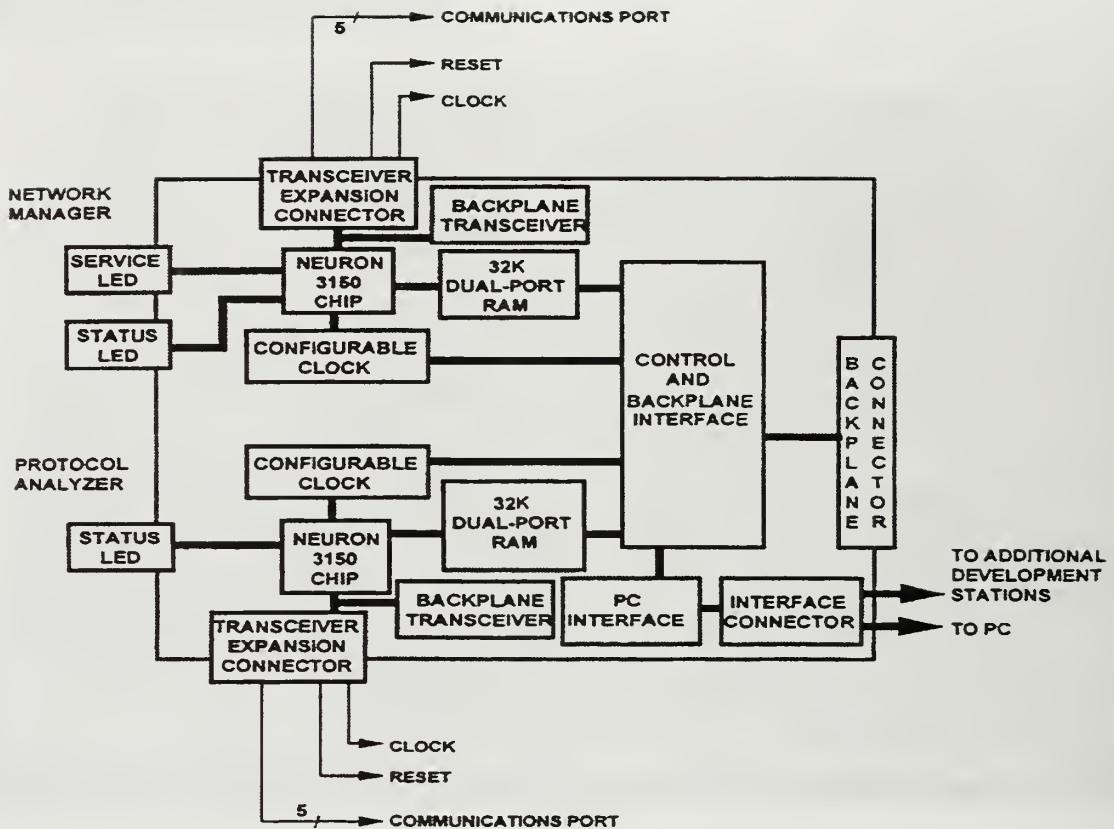 COMMUNICATIONS PORT
5
RESET
CLOCK
TRANSCEIVER
EXPANSION
CONNECTOR
NETWORK
MANAGER
BACKPLANE
TRANSCEIVER
SERVICE
LED
NEURON
3150
CHIP
32K
DUAL-PORT
RAM
STATUS
LED
CONFIGURABLE
CLOCK
CONTROL
AND
BACKPLANE
INTERFACE
BACKPLANE
CONNECTOR
PROTOCOL
ANALYZER
CONFIGURABLE
CLOCK
32K
DUAL-PORT
RAM
STATUS
LED
NEURON
3150
CHIP
BACKPLANE
TRANSCEIVER
PC
INTERFACE
INTERFACE
CONNECTOR
TO ADDITIONAL
DEVELOPMENT
STATIONS
TO PC
TRANSCEIVER
EXPANSION
CONNECTOR
CLOCK
RESET
5
COMMUNICATIONS PORT